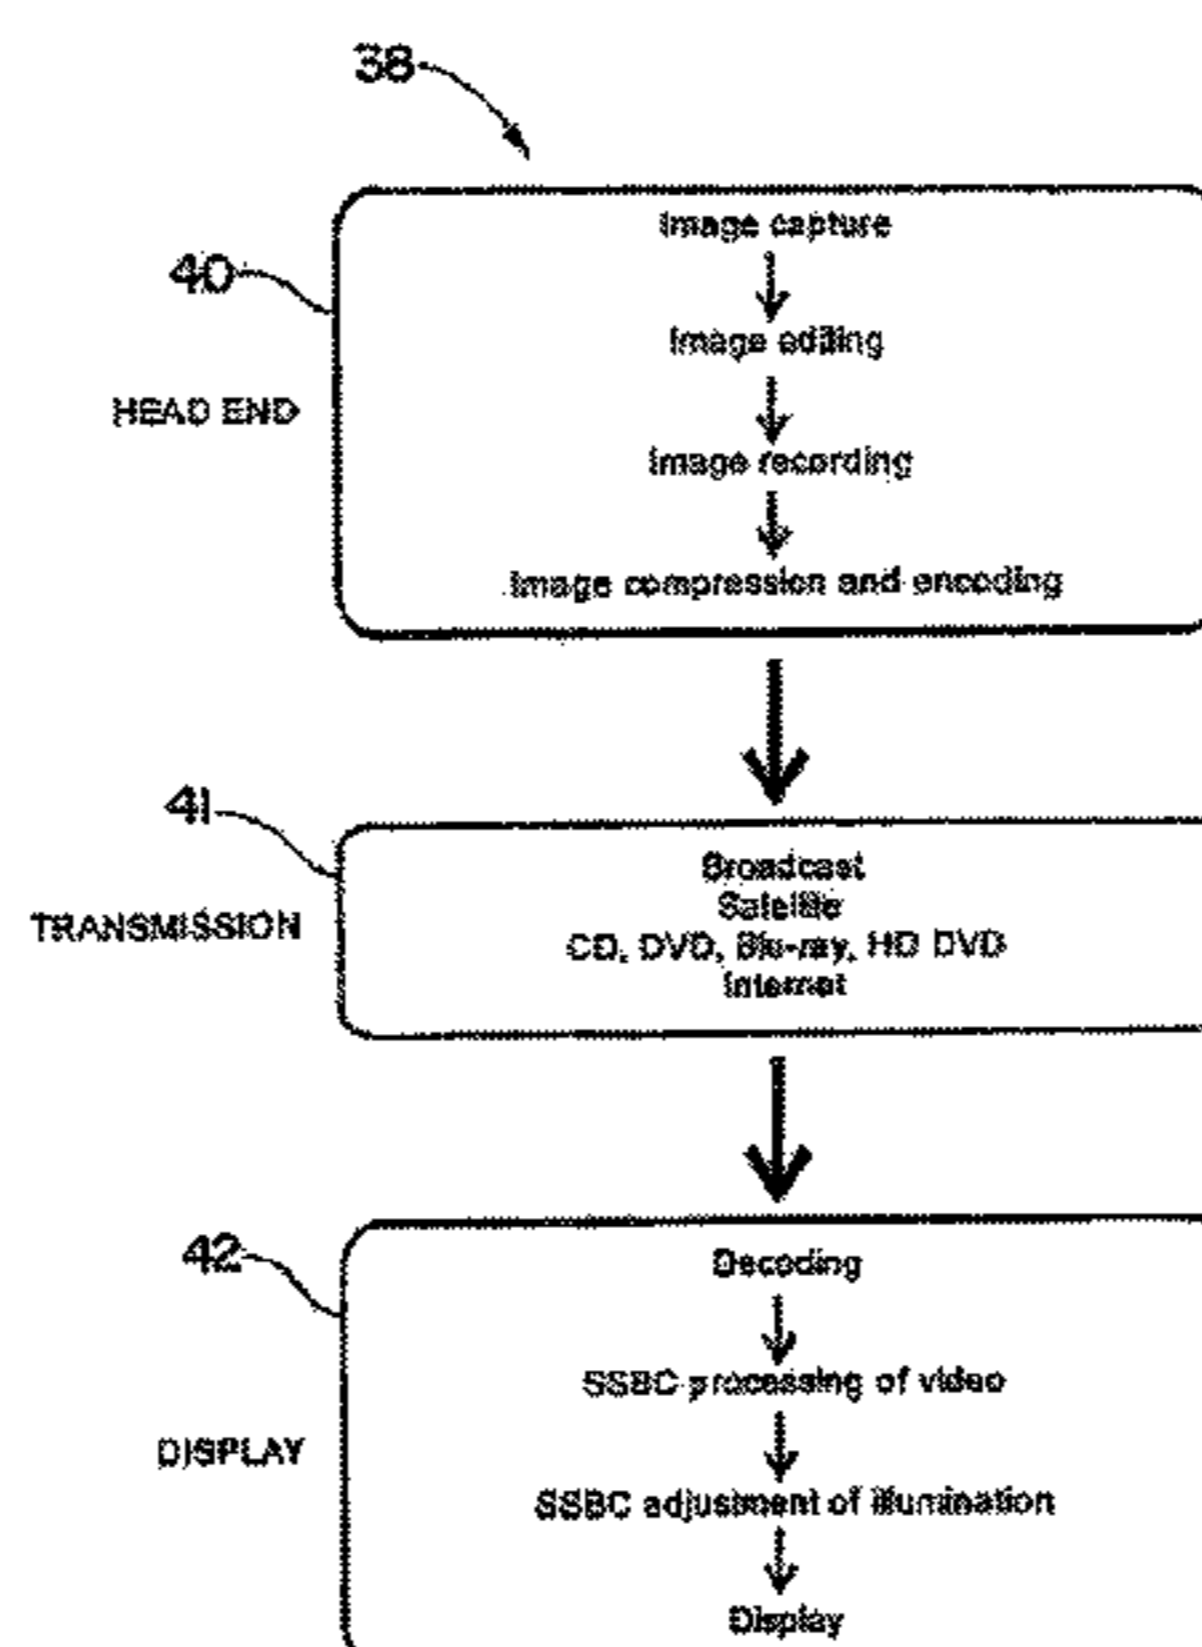 38
40
HEAD END
Image capture
Image editing
Image recording
Image compression and encoding
41
TRANSMISSION
Broadcast
Satellite
CD, DVD, Blu-ray, HD DVD
Internet
42
DISPLAY
Decoding
SSBC processing of video
SSBC adjustment of illumination
Display